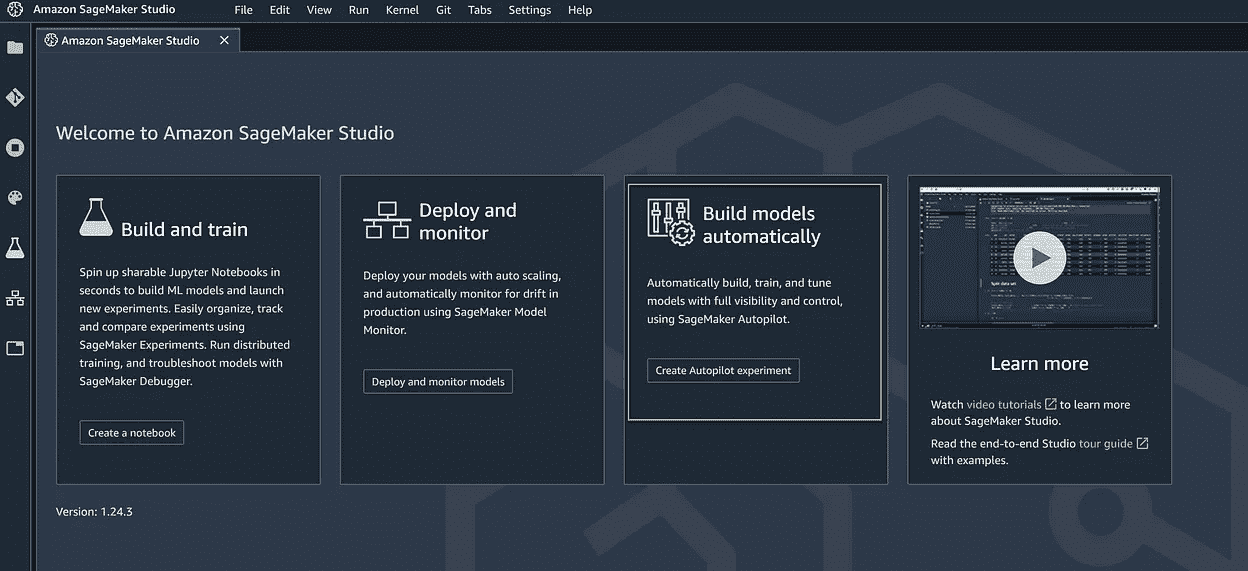 Amazon SageMaker Studio File Edit View Run Kernel Git Tabs Settings Help
Amazon SageMaker Studio
Welcome to Amazon SageMaker Studio
Build and train
Spin up sharable Jupyter Notebooks in
seconds to build ML models and launch
new experiments. Easily organize, track
and compare experiments using
SageMaker Experiments. Run distributed
training, and troubleshoot models with
SageMaker Debugger.
Create a notebook
Deploy and
monitor
Deploy your models with auto scaling,
and automatically monitor for drift in
production using SageMaker Model
Monitor.
Deploy and monitor models
Build models
automatically
Automatically build, train, and tune
models with full visibility and control,
using SageMaker Autopilot.
Create Autopilot experiment
Learn more
Watch video tutorials to learn more
about SageMaker Studio.
Read the end-to-end Studio tour guide
with examples.
Version: 1.24.3